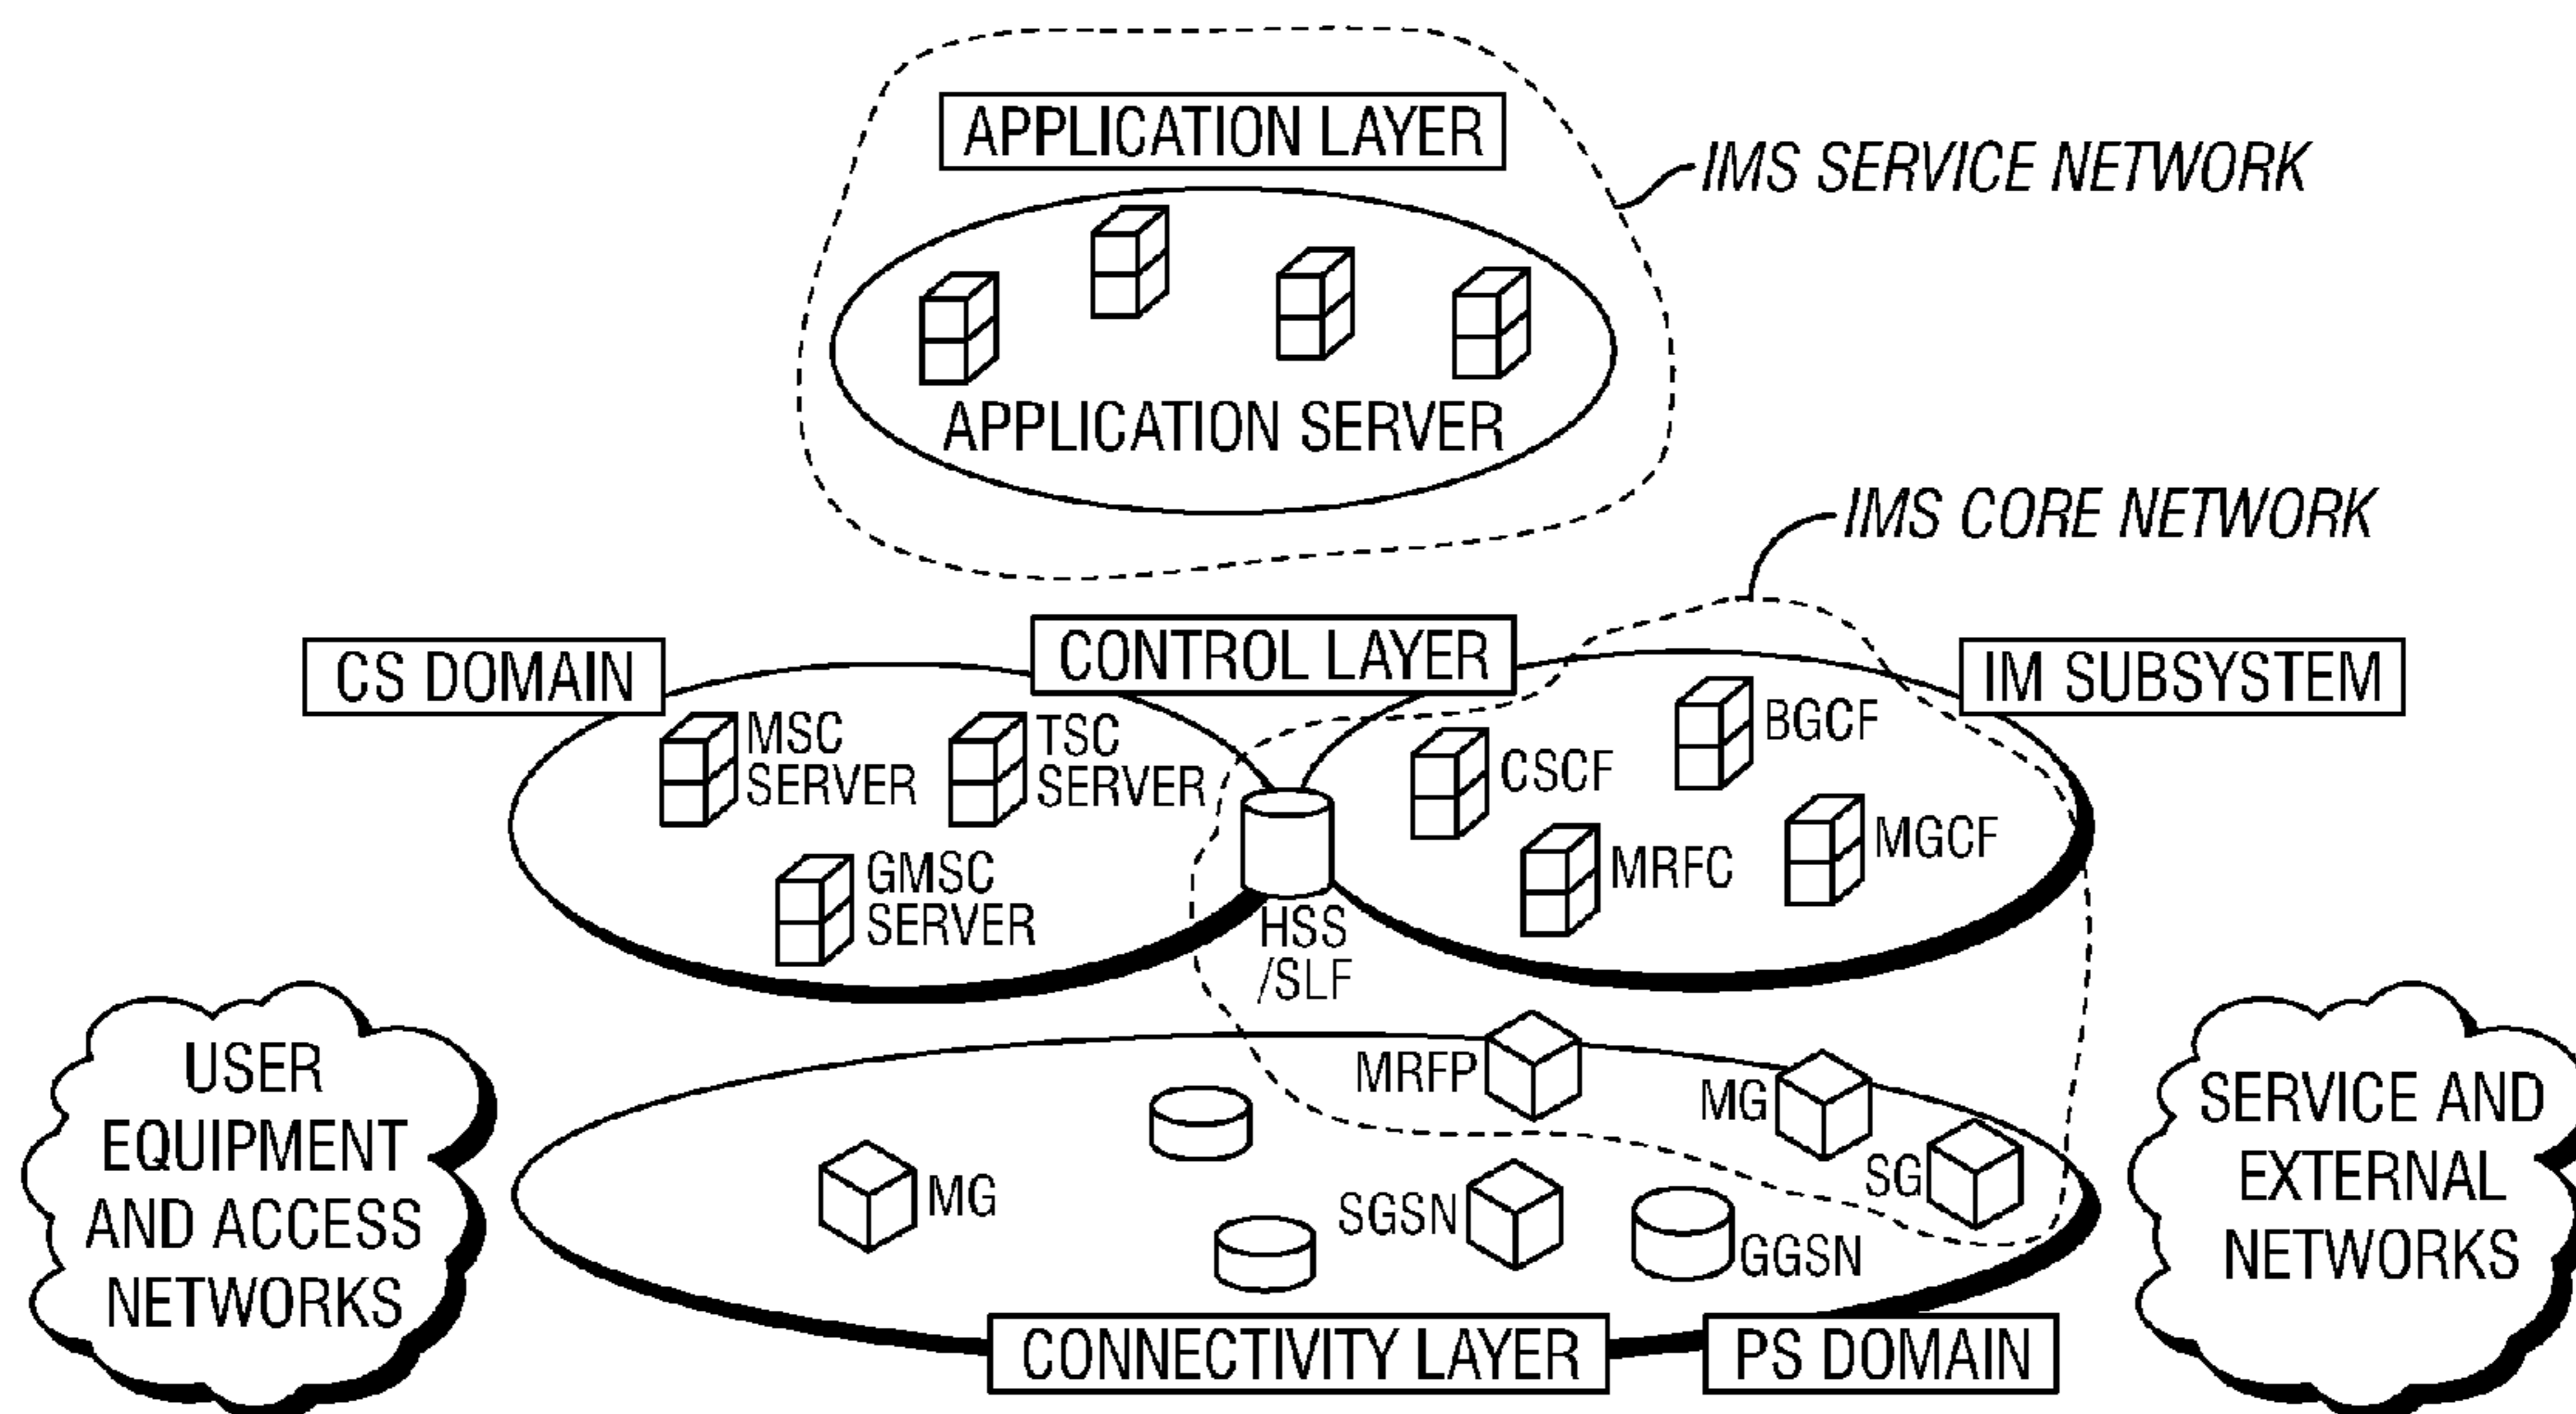 APPLICATION LAYER
IMS SERVICE NETWORK
APPLICATION SERVER
IMS CORE NETWORK
CS DOMAIN
CONTROL LAYER
IM SUBSYSTEM
MSC
SERVER
TSC
SERVER
GMSC
SERVER
HSS
/SLF
CSCF
BGCF
MRFC
MGCF
USER
EQUIPMENT
AND ACCESS
NETWORKS
MRFP
MG
SG
MG
SGSN
GGSN
CONNECTIVITY LAYER
PS DOMAIN
SERVICE AND
EXTERNAL
NETWORKS